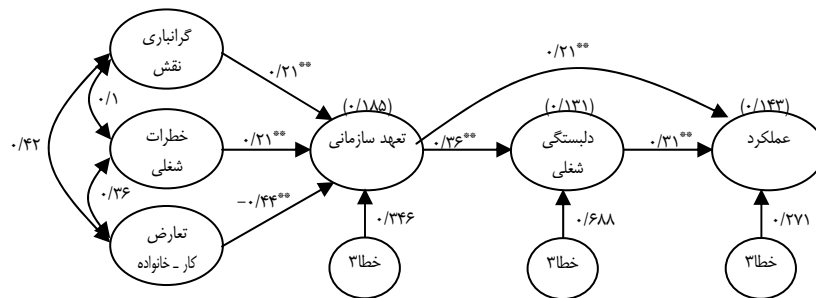 گرانباری
نقش
۰/۲۱**
۰/۲۱**
۰/۱
(۰/۱۸۵)
(۰/۱۳۱)
(۰/۱۴۳)
۰/۴۲
خطرات
شغلی
۰/۲۱**
تعهد سازمانی
۰/۳۶**
دلبستگی
شغلی
۰/۳۱**
عملکرد
۰/۳۶
-۰/۴۴**
تعارض
کار ـ خانواده
۰/۳۴۶
۰/۶۸۸
۰/۲۷۱
خطا۳
خطا۳
خطا۳